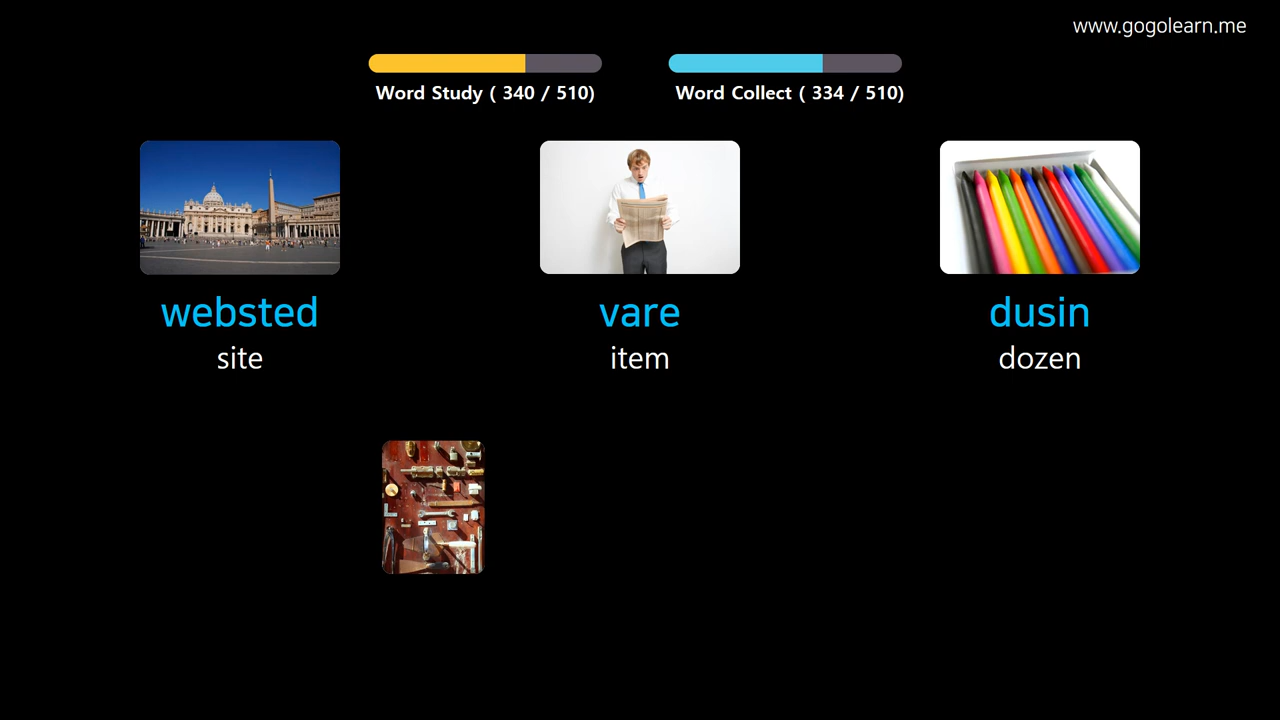 www.gogolearn.me
Word Study ( 340 / 510)
Word Collect ( 334 / 510)
websted
site
vare
item
dusin
dozen